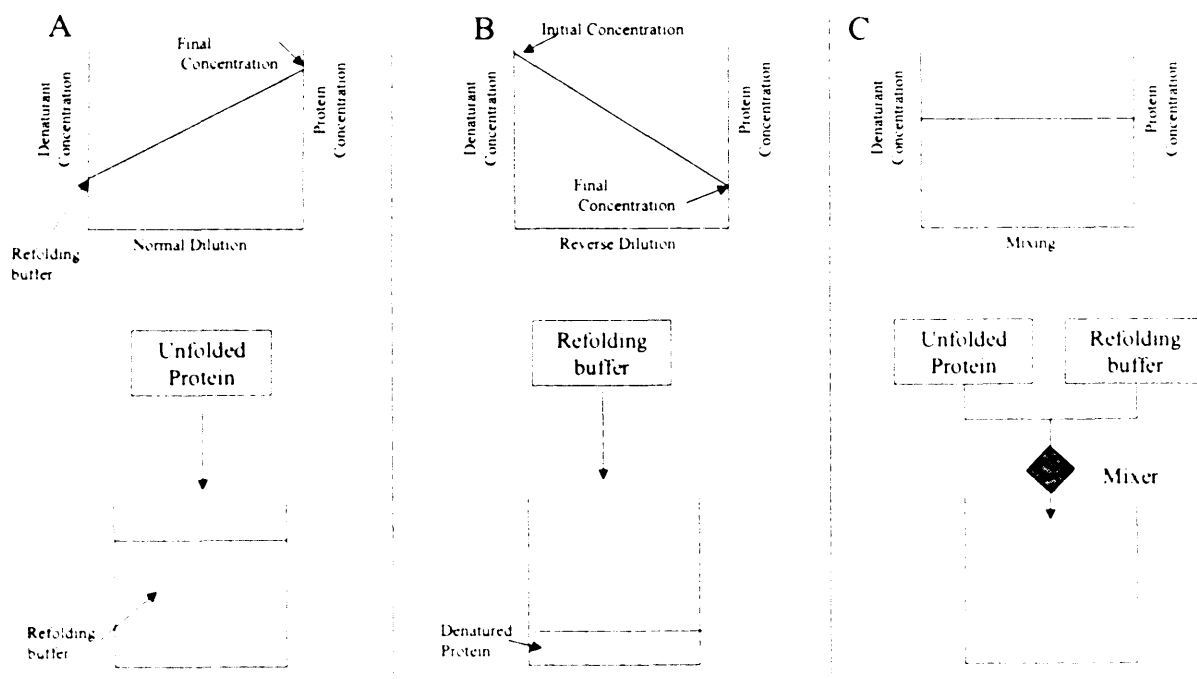 A
Final
Concentration
Denaturant
Concentration
Protein
Concentration
Refolding
buffer
Normal Dilution
Unfolded
Protein
Refolding
buffer
B
Initial Concentration
Denaturant
Concentration
Protein
Concentration
Final
Concentration
Reverse Dilution
Refolding
buffer
Denatured
Protein
C
Denaturant
Concentration
Protein
Concentration
Mixing
Unfolded
Protein
Refolding
buffer
Mixer